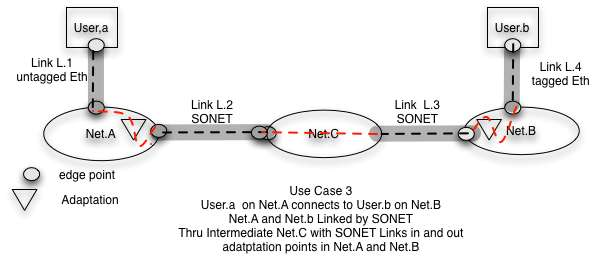 User,a
User.b
Link L.1
untagged Eth
Link L.4
tagged Eth
Link L.2
SONET
Link L.3
SONET
Net.A
Net.C
Net.B
edge point
Adaptation
Use Case 3
User.a on Net.A connects to User.b on Net.B
Net.A and Net.b Linked by SONET
Thru Intermediate Net.C with SONET Links in and out
adatptation points in Net.A and Net.B